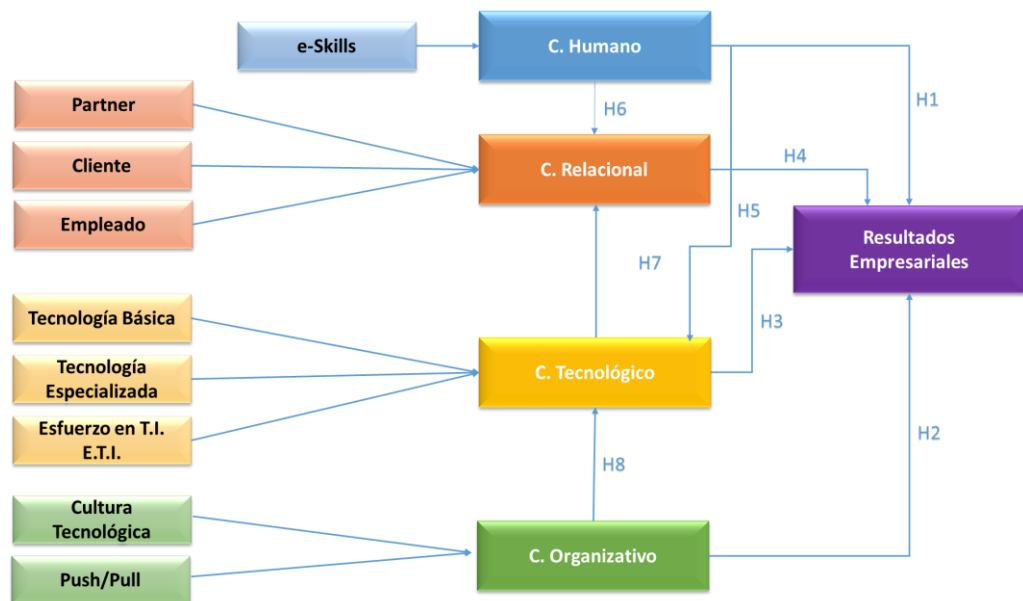 e-Skills
C. Humano
Partner
H6
H1
Cliente
C. Relacional
H4
Empleado
H5
Resultados
Empresariales
H7
Tecnología Básica
H3
Tecnología
Especializada
C. Tecnológico
Esfuerzo en T.I.
E.T.I.
H2
H8
Cultura
Tecnológica
C. Organizativo
Push/Pull